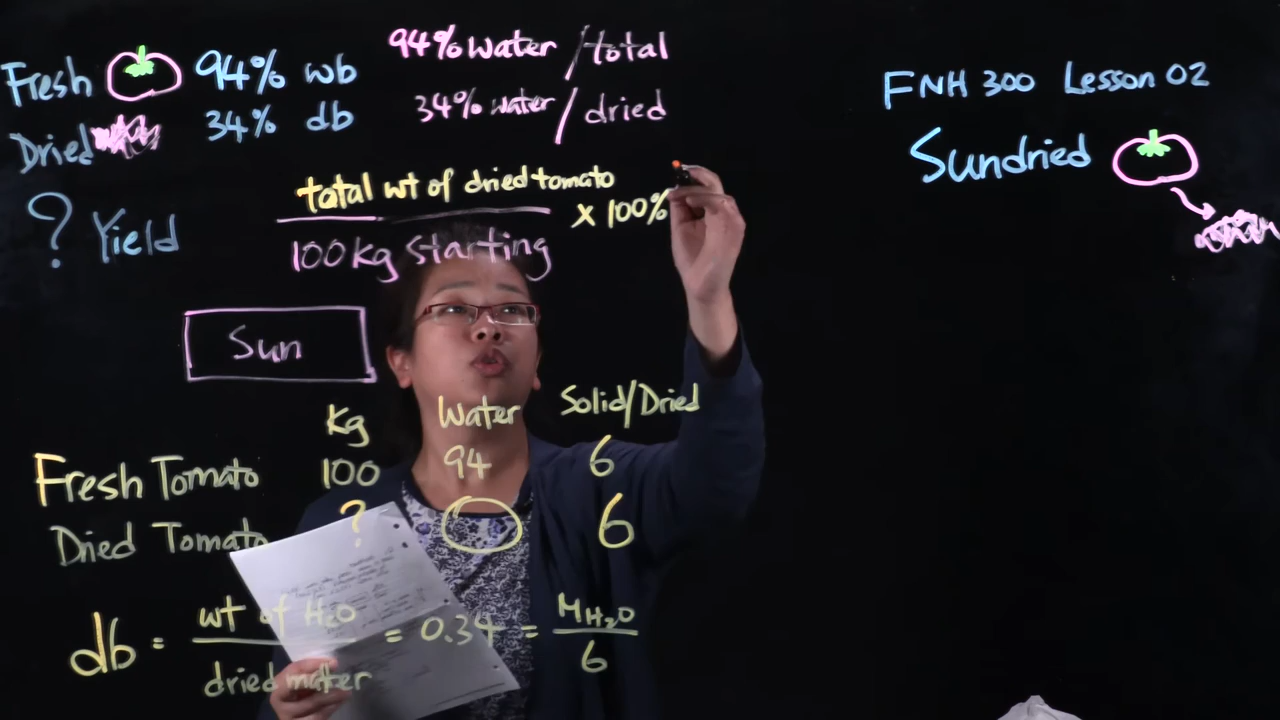 Fresh 94% wb 94% water / total
Dried 34% db 34% water / dried
? Yield
total wt of dried tomato
100 kg starting
x 100%
Sun
Kg Water Solid/Dried
Fresh Tomato 100 94 6
Dried Tomato ? 6
db = wt of H2O / dried matter = 0.34 = MH2O / 6
FNH 300 Lesson 02
Sundried